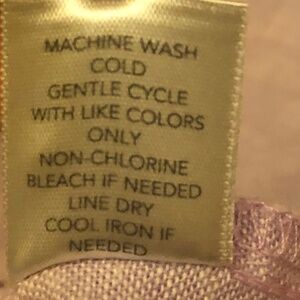 MACHINE WASH
COLD
GENTLE CYCLE
WITH LIKE COLORS
ONLY
NON-CHLORINE
BLEACH IF NEEDED
LINE DRY
COOL IRON IF
NEEDED